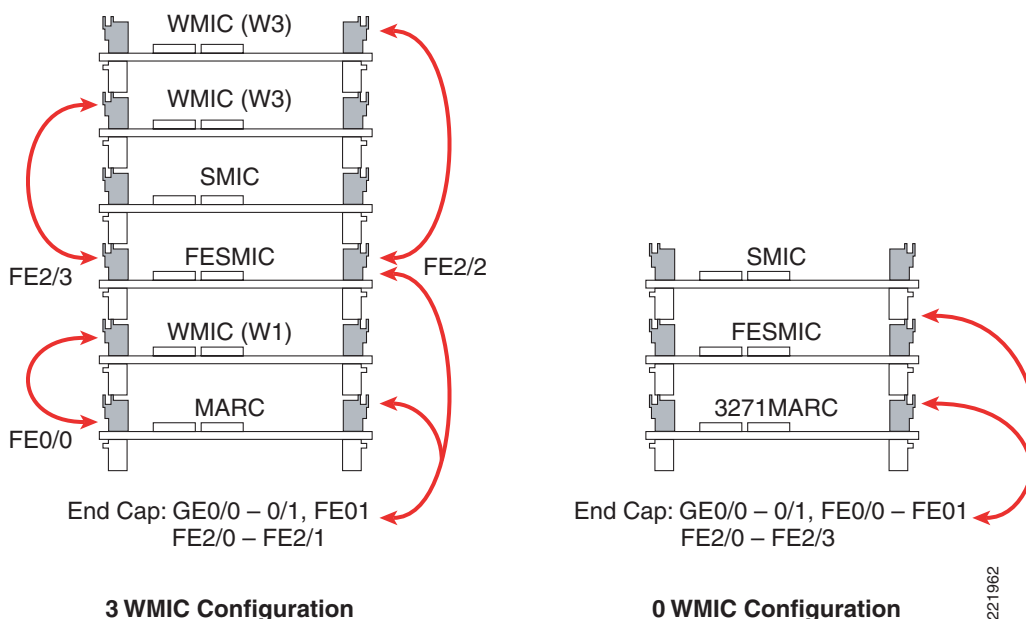 WMIC (W3)
WMIC (W3)
SMIC
FESMIC
FE2/3
FE2/2
WMIC (W1)
MARC
FE0/0
End Cap: GE0/0 – 0/1, FE01
FE2/0 – FE2/1
3 WMIC Configuration
SMIC
FESMIC
3271MARC
End Cap: GE0/0 – 0/1, FE0/0 – FE01
FE2/0 – FE2/3
0 WMIC Configuration
221962